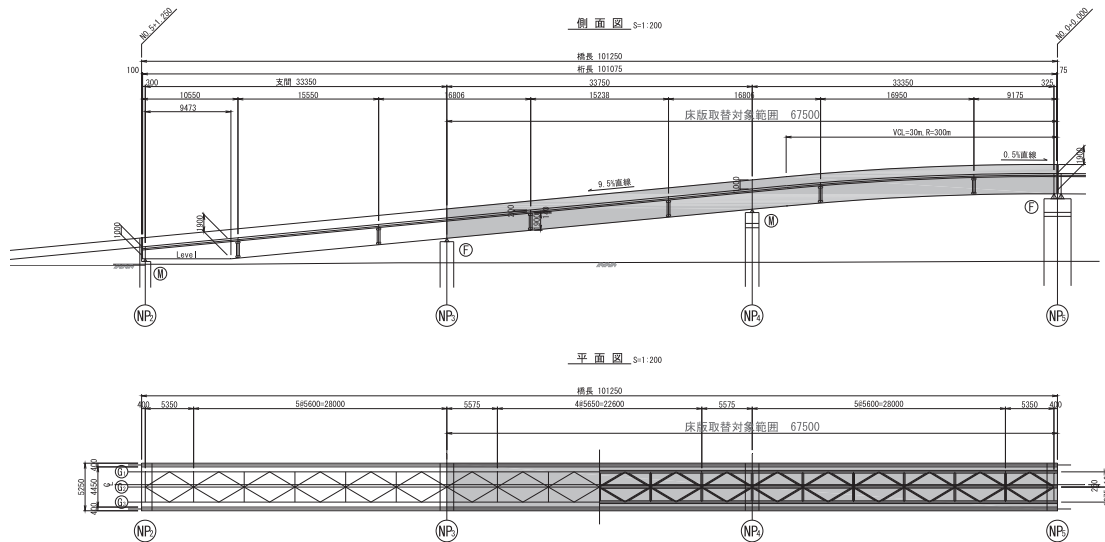 側面図 S=1:200
NO.5+1.250
NO.0+0.000
橋長 101250
100 桁長 101075 75
300 支間 33350 33750 33350 325
10550 15550 16806 15238 16806 16950 9175
9473
床版取替対象範囲 67500
VCL=30m, R=300m
1900
0.5%直線
9.5%直線
1000
1900
Level
M
F
M
F
NP2
NP3
NP4
NP5
平面図 S=1:200
橋長 101250
400 5350 5@5600=28000 5575 4@5650=22600 5575 5@5600=28000 5350 400
床版取替対象範囲 67500
5250
400
4450
400
G1
G2
NP2
NP3
NP4
NP5